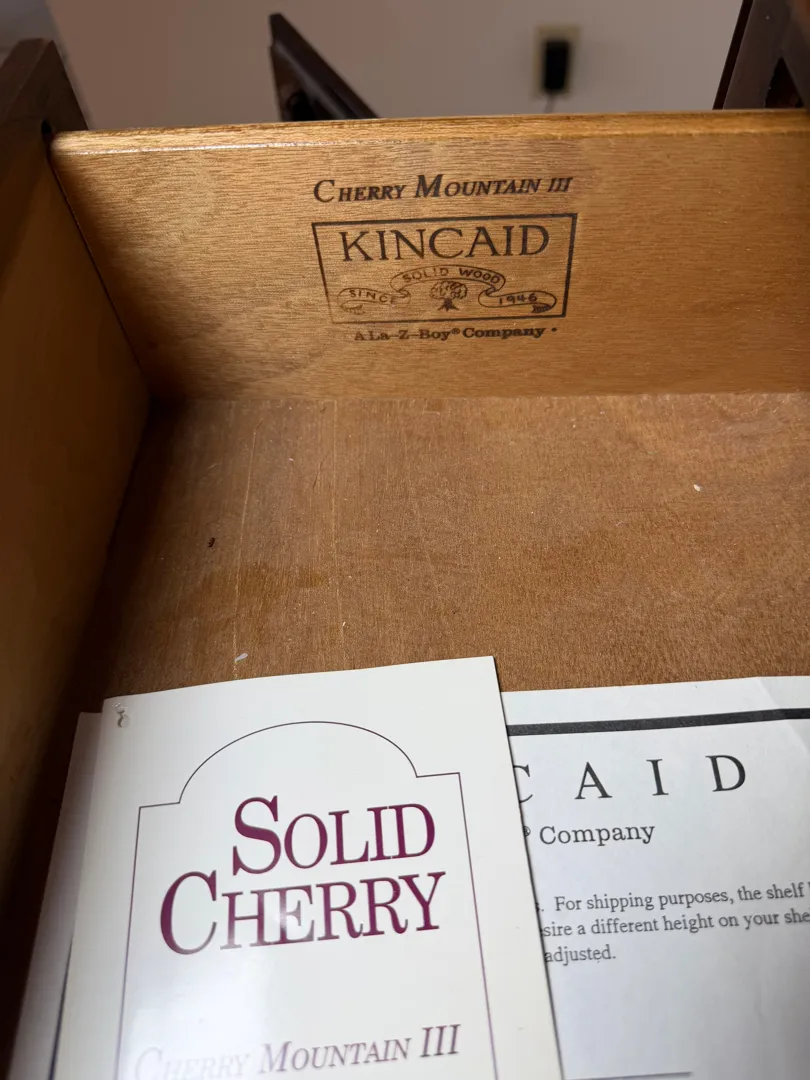 CHERRY MOUNTAIN III
KINCAID
SOLID WOOD
SINCE 1946
A La-Z-Boy® Company •
SOLID
CHERRY
CHERRY MOUNTAIN III
CAID
® Company
For shipping purposes, the shelf
sire a different height on your she
adjusted.